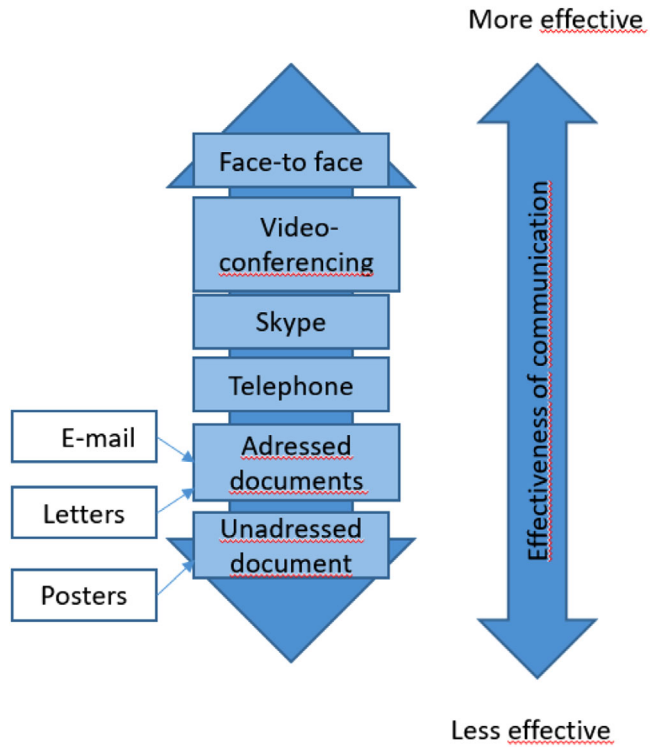 More effective
Face-to face
Video-
conferencing
Skype
Telephone
E-mail
Adressed
documents
Letters
Unadressed
document
Posters
Effectiveness of communication
Less effective